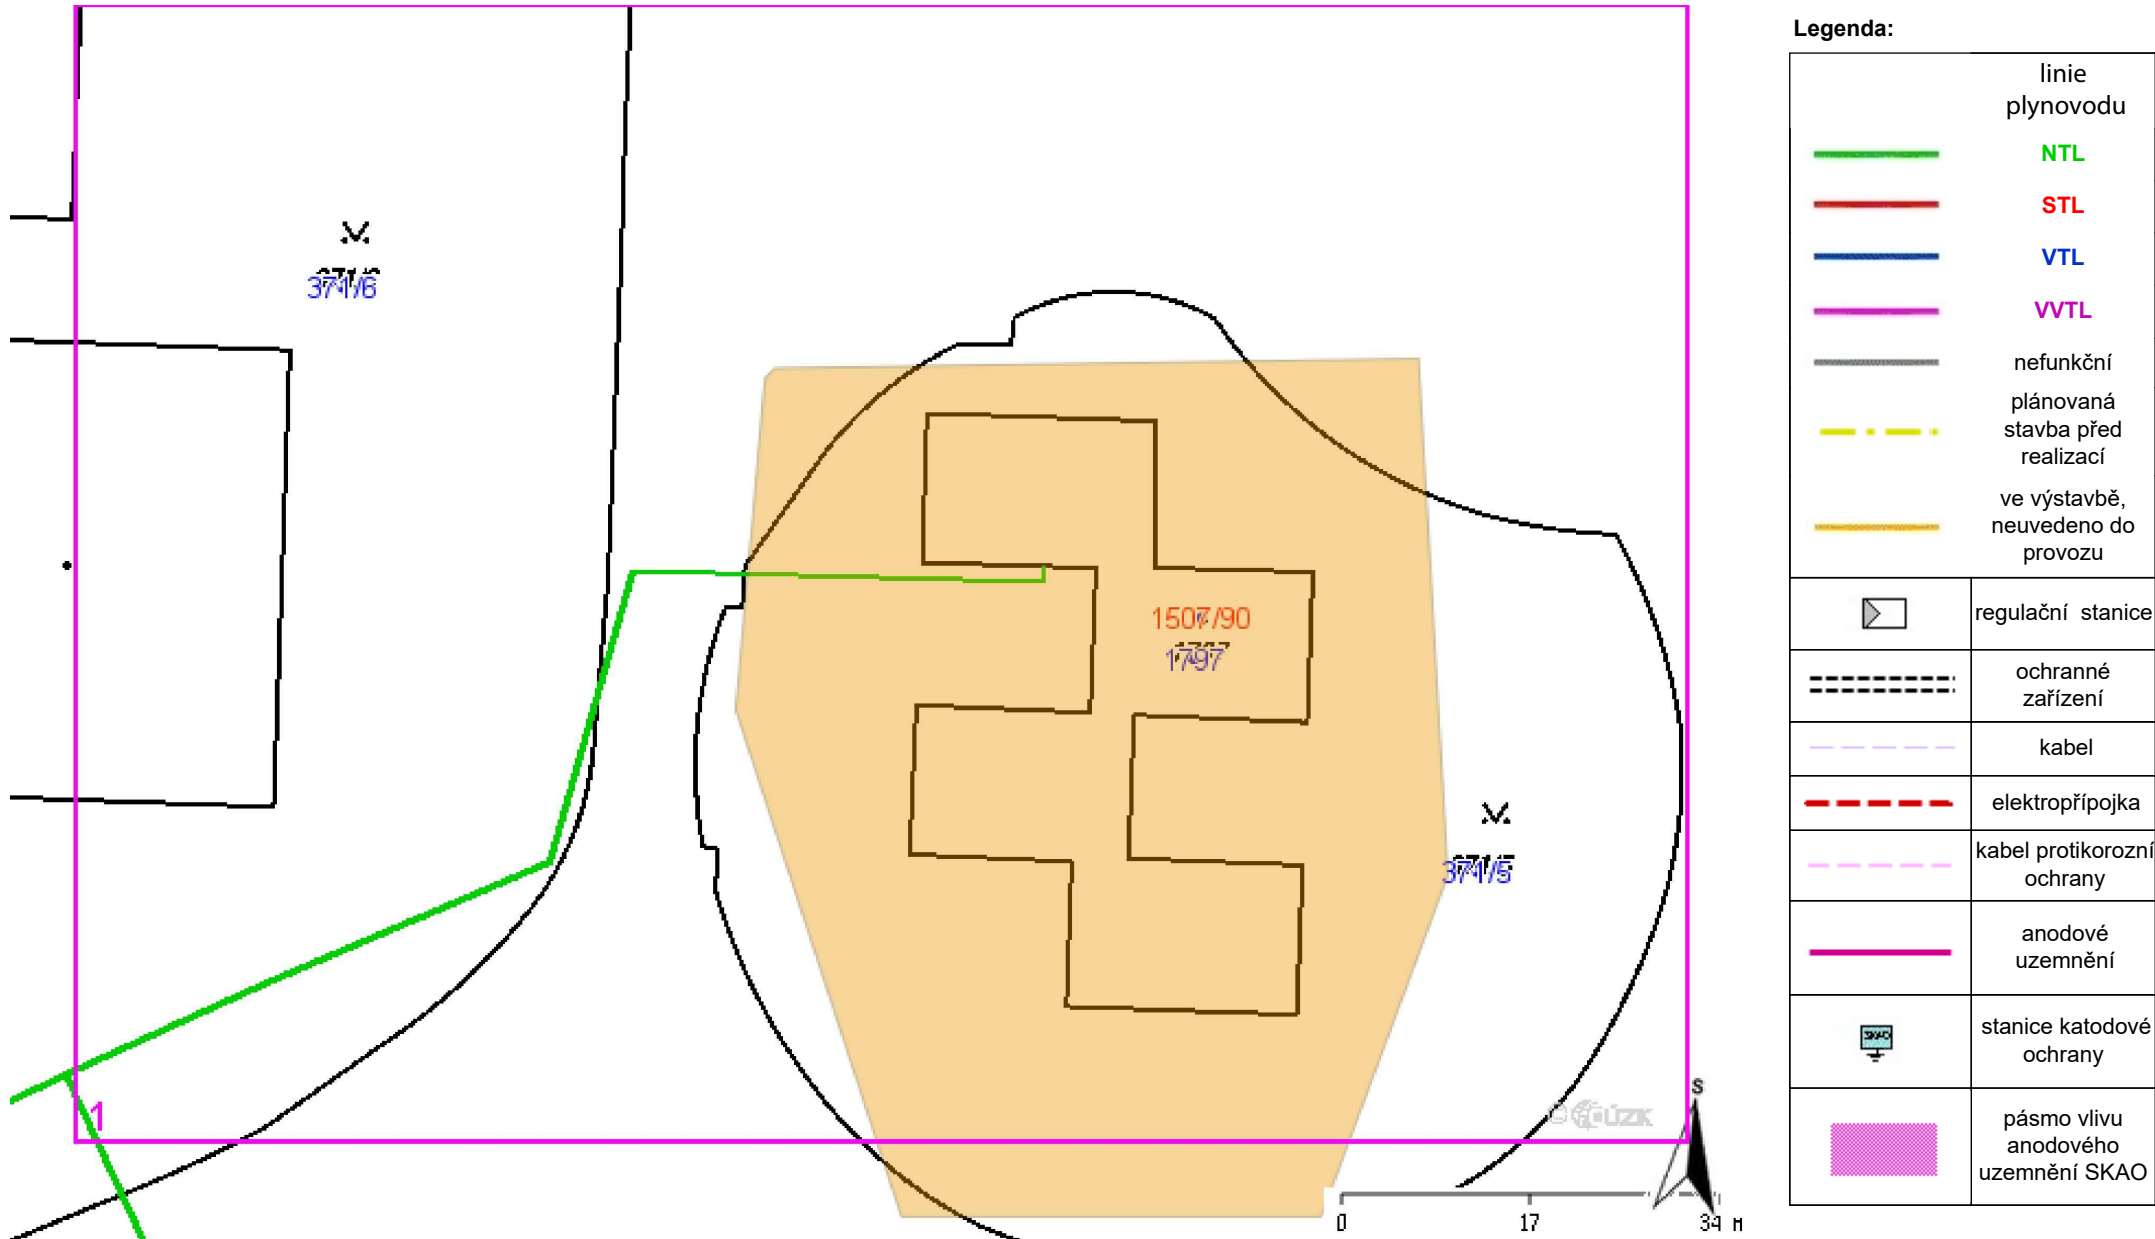 Legenda:
linie
plynovodu
NTL
STL
VTL
VVTL
nefunkční
plánovaná
stavba před
realizací
ve výstavbě,
neuvedeno do
provozu
regulační stanice
ochranné
zařízení
kabel
elektropřípojka
kabel protikorozní
ochrany
anodové
uzemnění
SKAO
stanice katodové
ochrany
pásmo vlivu
anodového
uzemnění SKAO
371/6
1507/90
1797
371/5
1
© ČÚZK
S
0 17 34 M